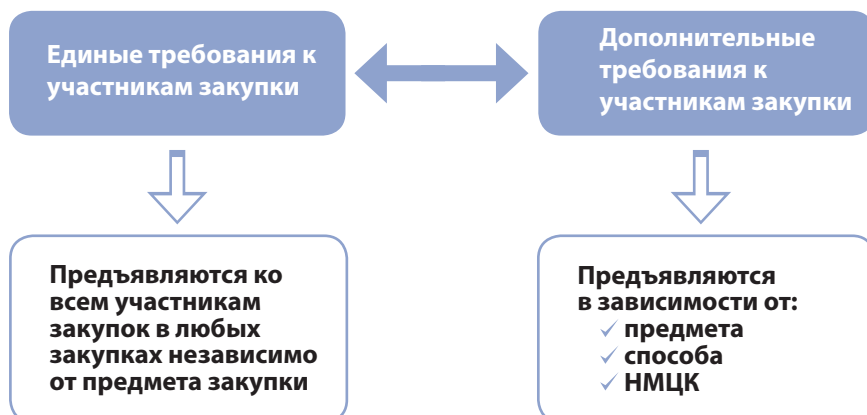 Единые требования к
участникам закупки
Дополнительные
требования к
участникам закупки
Предъявляются ко
всем участникам
закупок в любых
закупках независимо
от предмета закупки
Предъявляются
в зависимости от:
✓ предмета
✓ способа
✓ НМЦК